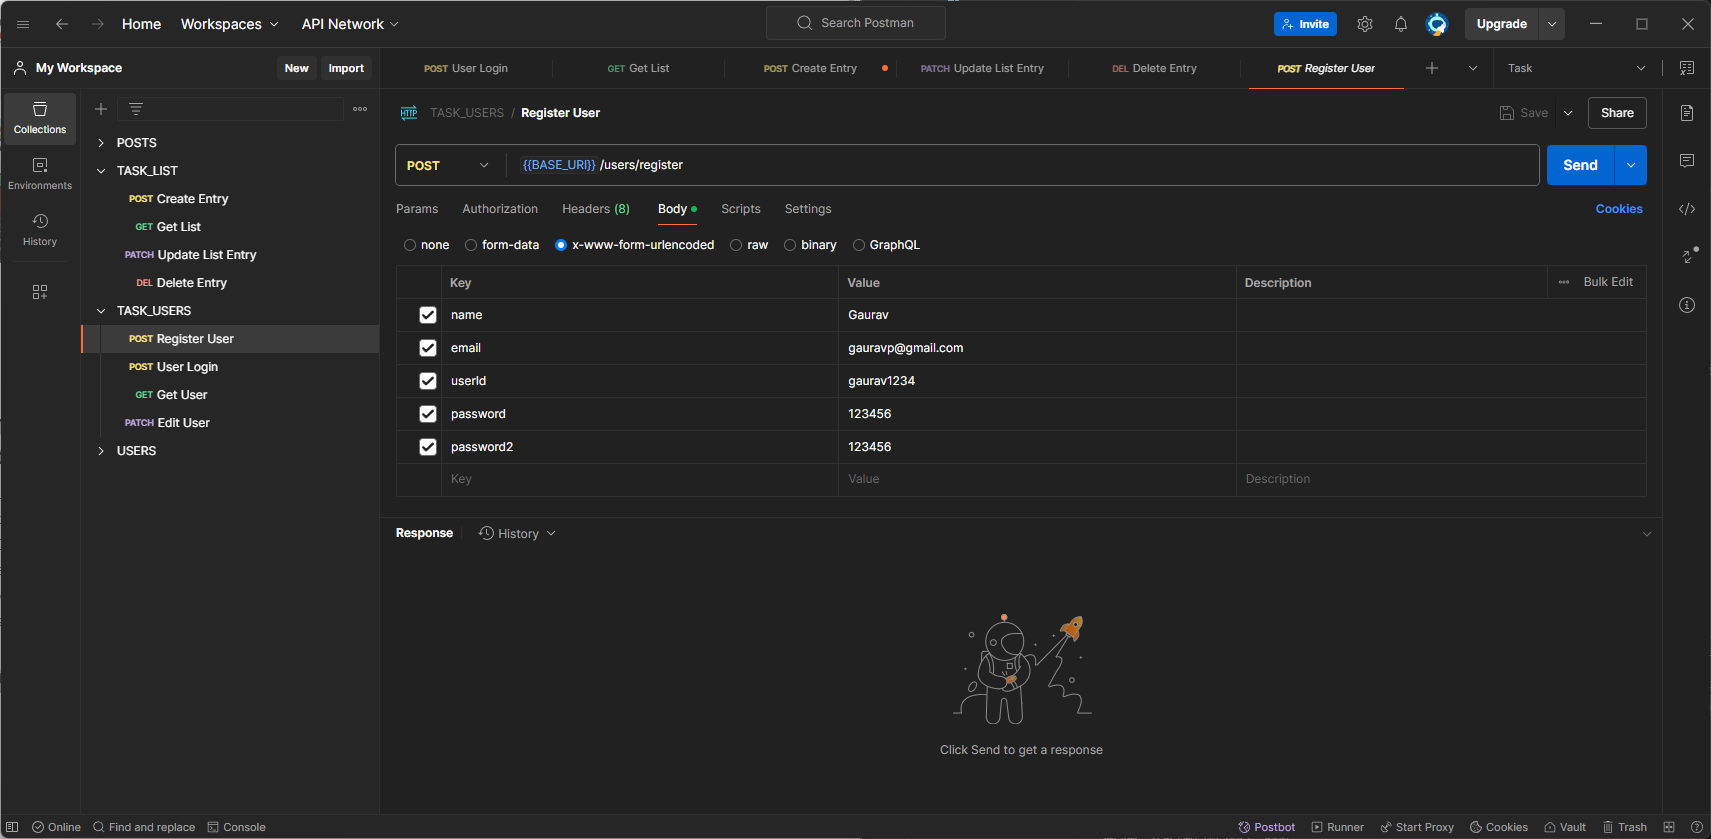 Home Workspaces API Network Search Postman Invite Upgrade
My Workspace New Import
POST User Login GET Get List POST Create Entry PATCH Update List Entry DEL Delete Entry POST Register User Task
Collections
Environments
History
POSTS
TASK_LIST
POST Create Entry
GET Get List
PATCH Update List Entry
DEL Delete Entry
TASK_USERS
POST Register User
POST User Login
GET Get User
PATCH Edit User
USERS
HTTP TASK_USERS / Register User Save Share
POST {{BASE_URI}} /users/register Send
Params Authorization Headers (8) Body Scripts Settings Cookies
none form-data x-www-form-urlencoded raw binary GraphQL
Key Value Description Bulk Edit
name Gaurav
email gauravp@gmail.com
userId gaurav1234
password 123456
password2 123456
Key Value Description
Response History
Click Send to get a response
Online Find and replace Console Postbot Runner Start Proxy Cookies Vault Trash